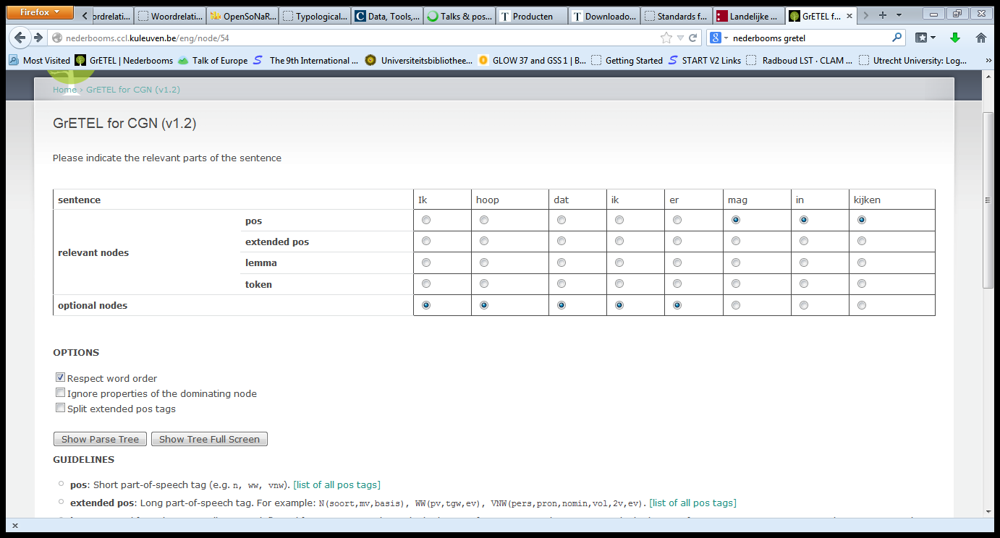 Firefox
ordrelati... Woordrelati... OpenSoNaR... Typological... Data, Tools,... Talks & pos... Producten Downloado... Standards f... Landelijke ... GrETEL f...
nederbooms.ccl.kuleuven.be/eng/node/54 nederbooms gretel
Most Visited GrETEL | Nederbooms Talk of Europe The 9th International ... Universiteitsbibliothee... GLOW 37 and GSS 1 | B... Getting Started START V2 Links Radboud LST · CLAM ... Utrecht University: Log... »
Home › GrETEL for CGN (v1.2)
GrETEL for CGN (v1.2)
Please indicate the relevant parts of the sentence
sentence Ik hoop dat ik er mag in kijken
pos
extended pos
relevant nodes
lemma
token
optional nodes
OPTIONS
Respect word order
Ignore properties of the dominating node
Split extended pos tags
Show Parse Tree Show Tree Full Screen
GUIDELINES
pos: Short part-of-speech tag (e.g. n, ww, vnw). [list of all pos tags]
extended pos: Long part-of-speech tag. For example: N(soort,mv,basis), WW(pv,tgw,ev), VNW(pers,pron,nomin,vol,2v,ev). [list of all pos tags]